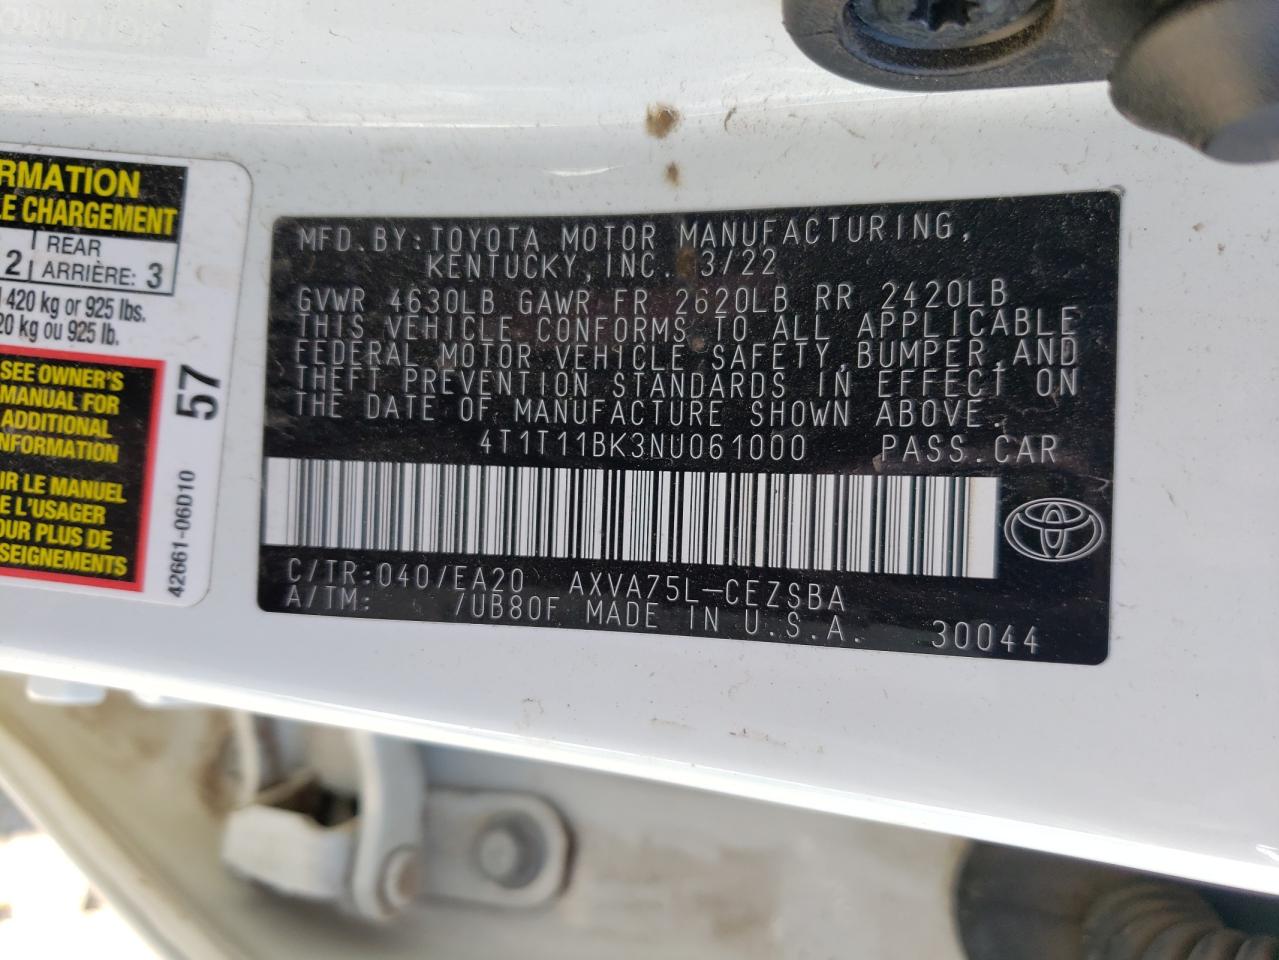 RMATION
LE CHARGEMENT
2 REAR
ARRIÈRE: 3
420 kg or 925 lbs.
20 kg ou 925 lb.
SEE OWNER'S
MANUAL FOR
ADDITIONAL
INFORMATION
IR LE MANUEL
E L'USAGER
OUR PLUS DE
SEIGNEMENTS
57
42661-06D10
MFD.BY:TOYOTA MOTOR MANUFACTURING,
KENTUCKY,INC. 3/22
GVWR 4630LB GAWR FR 2620LB RR 2420LB
THIS VEHICLE CONFORMS TO ALL APPLICABLE
FEDERAL MOTOR VEHICLE SAFETY,BUMPER,AND
THEFT PREVENTION STANDARDS IN EFFECT ON
THE DATE OF MANUFACTURE SHOWN ABOVE.
4T1T11BK3NU061000 PASS.CAR
C/TR:040/EA20 AXVA75L-CEZSBA
A/TM: /UB80F MADE IN U.S.A. 30044